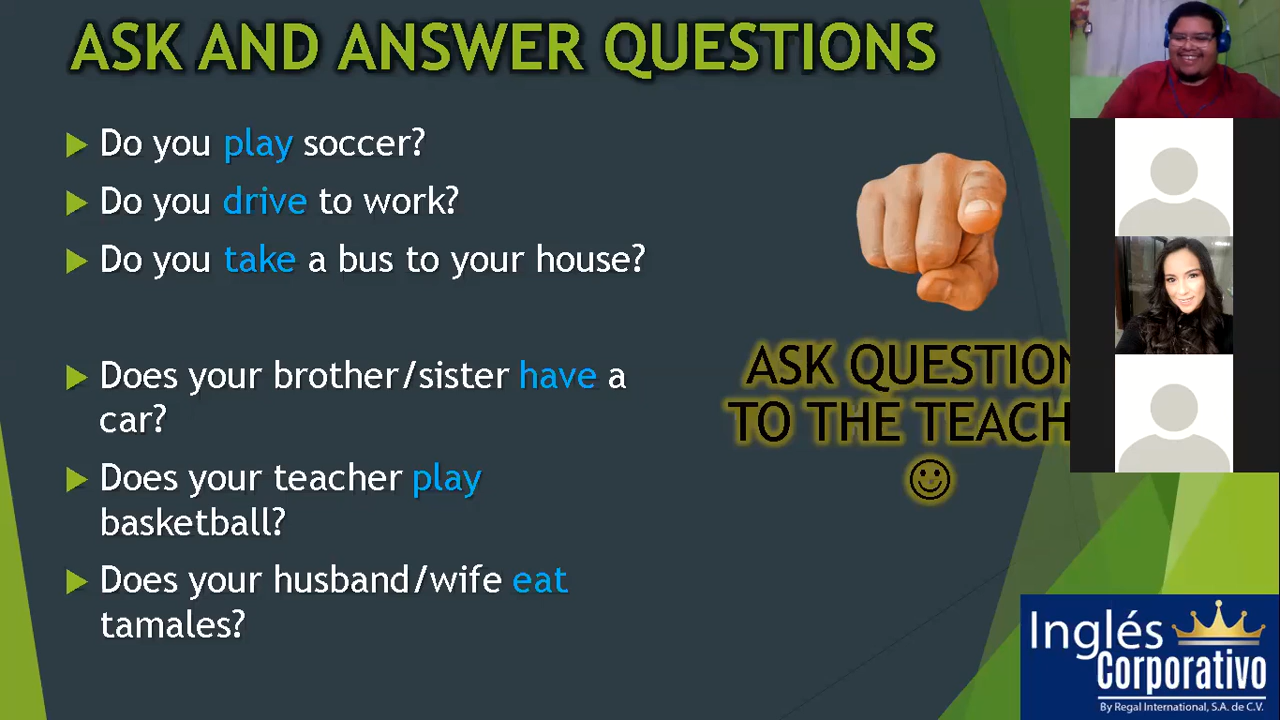 ASK AND ANSWER QUESTIONS
Do you play soccer?
Do you drive to work?
Do you take a bus to your house?
Does your brother/sister have a
car?
Does your teacher play
basketball?
Does your husband/wife eat
tamales?
ASK QUESTION
TO THE TEACH
Inglés
Corporativo
By Regal International, S.A. de C.V.